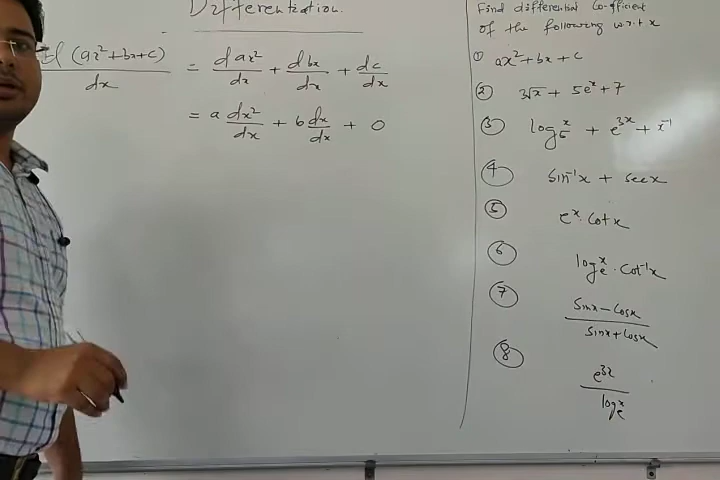 Differentiation.
d(ax²+bx+c)/dx = dax²/dx + dbx/dx + dc/dx
= a dx²/dx + b dx/dx + 0
Find differential Co-efficient
of the following w.r.t x
① ax²+bx+c
② 3√x + 5eˣ+7
③ + e³ˣ + x⁻¹
④ Sin⁻¹x + secx
⑤ eˣ. Cotx
⑥ logₑˣ . Cot⁻¹x
⑦ Sinx-Cosx / Sinx+Cosx
⑧ e³ˣ / logₑˣ